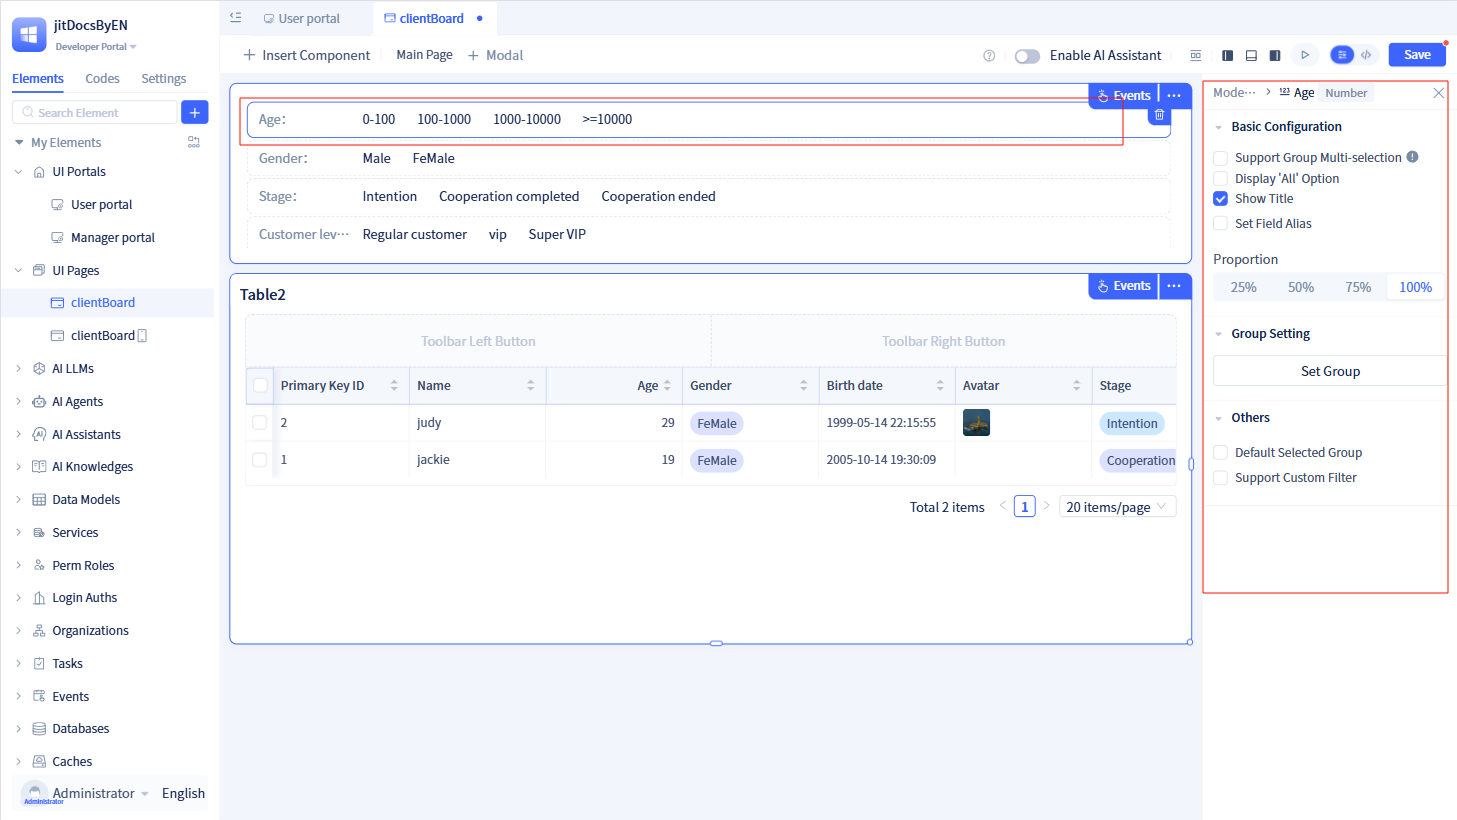 jitDocsByEN
Developer Portal
Elements Codes Settings
Search Element
My Elements
UI Portals
User portal
Manager portal
UI Pages
clientBoard
clientBoard
AI LLMs
AI Agents
AI Assistants
AI Knowledges
Data Models
Services
Perm Roles
Login Auths
Organizations
Tasks
Events
Databases
Caches
Administrator
Administrator English
User portal clientBoard
Insert Component Main Page Modal
Enable AI Assistant
Save
Events ···
Age: 0-100 100-1000 1000-10000 >=10000
Gender: Male FeMale
Stage: Intention Cooperation completed Cooperation ended
Customer lev··· Regular customer vip Super VIP
Table2
Events ···
Toolbar Left Button Toolbar Right Button
Primary Key ID Name Age Gender Birth date Avatar Stage
2 judy 29 FeMale 1999-05-14 22:15:55 Intention
1 jackie 19 FeMale 2005-10-14 19:30:09 Cooperation
Total 2 items 1 20 items/page
Mode··· > 123 Age Number
Basic Configuration
Support Group Multi-selection
Display 'All' Option
Show Title
Set Field Alias
Proportion
25% 50% 75% 100%
Group Setting
Set Group
Others
Default Selected Group
Support Custom Filter